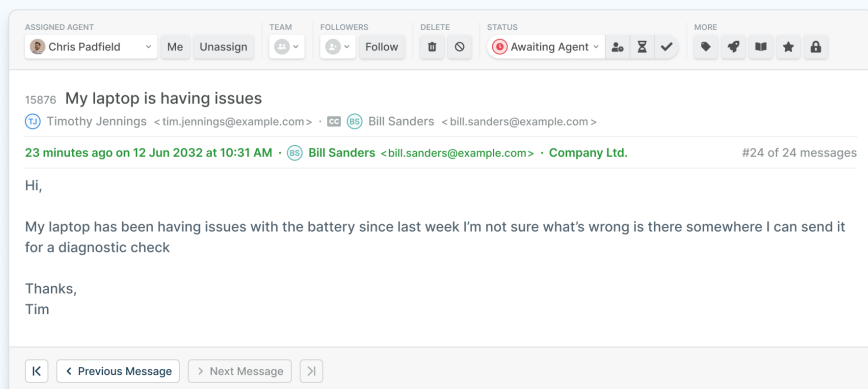 ASSIGNED AGENT TEAM FOLLOWERS DELETE STATUS MORE
Chris Padfield Me Unassign Follow Awaiting Agent
15876 My laptop is having issues
TJ Timothy Jennings <tim.jennings@example.com> · CC BS Bill Sanders <bill.sanders@example.com>
23 minutes ago on 12 Jun 2032 at 10:31 AM · BS Bill Sanders <bill.sanders@example.com> · Company Ltd. #24 of 24 messages
Hi,
My laptop has been having issues with the battery since last week I'm not sure what's wrong is there somewhere I can send it
for a diagnostic check
Thanks,
Tim
Previous Message Next Message